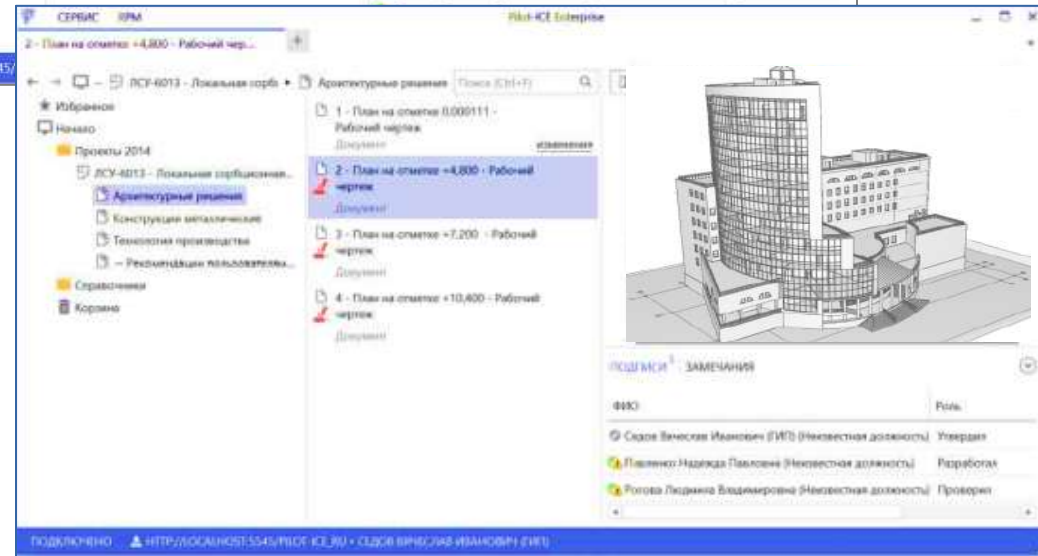 СЕРВИС RPM
Pilot-ICE Enterprise
2 - План на отметке +4,800 - Рабочий чер...
ЛСУ-6013 - Локальная сорбц
Архитектурные решения
Поиск (Ctrl+F)
Избранное
Начало
Проекты 2014
ЛСУ-6013 - Локальная сорбционная...
Архитектурные решения
Конструкции металлические
Технология производства
Справочники
Корзина
1 - План на отметке 0,000111 -
Рабочий чертеж
Документ
изменения
2 - План на отметке +4,800 - Рабочий
чертеж
Документ
3 - План на отметке +7,200 - Рабочий
чертеж
Документ
4 - План на отметке +10,400 - Рабочий
чертеж
Документ
ПОДПИСИ ЗАМЕЧАНИЯ
ФИО Роль
Седов Вячеслав Иванович (ГИП) (Неизвестная должность) Утвердил
Павленко Надежда Павловна (Неизвестная должность) Разработал
Рогова Людмила Владимировна (Неизвестная должность) Проверил
ПОДКЛЮЧЕНО HTTP://LOCALHOST:5545/PILOT-ICE_RU • СЕДОВ ВЯЧЕСЛАВ ИВАНОВИЧ (ГИП)